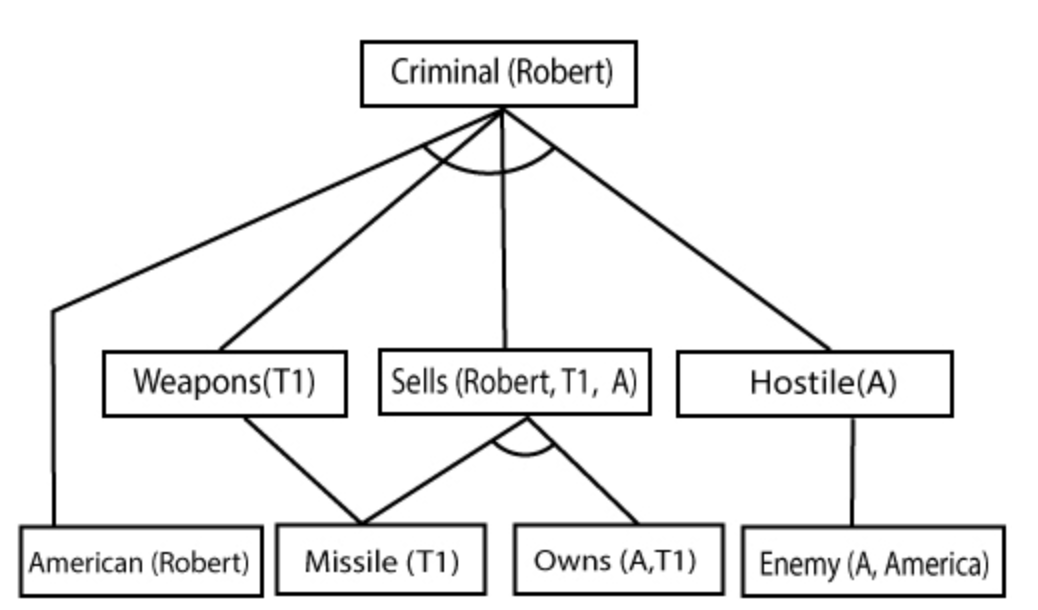 Criminal (Robert)
Weapons(T1)
Sells (Robert, T1, A)
Hostile(A)
American (Robert)
Missile (T1)
Owns (A,T1)
Enemy (A, America)